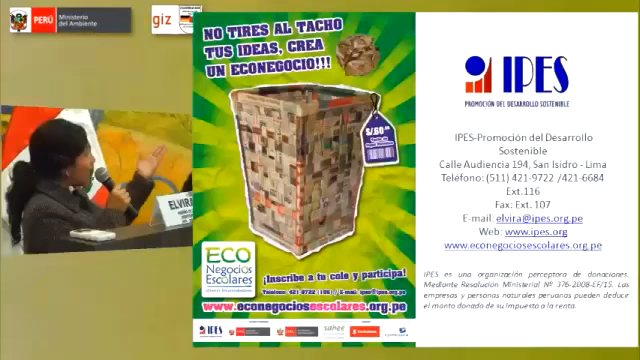 PERÚ
Ministerio
del Ambiente
giz
NO TIRES AL TACHO
TUS IDEAS, CREA
UN ECONEGOCIO!!!
S/.60
ECO
Negocios
Escolares
¡Inscribe a tu cole y participa!
www.econegociosescolares.org.pe
IPES
ELVIRA
IPES
PROMOCIÓN DEL DESARROLLO SOSTENIBLE
IPES-Promoción del Desarrollo
Sostenible
Calle Audiencia 194, San Isidro - Lima
Teléfono: (511) 421-9722 /421-6684
Ext.116
Fax: Ext. 107
E-mail: elvira@ipes.org.pe
Web: www.ipes.org
www.econegociosescolares.org.pe
IPES es una organización perceptora de donaciones.
Mediante Resolución Ministerial Nº 376-2008-EF/15. Las
empresas y personas naturales peruanas pueden deducir
el monto donado de su impuesto a la renta.